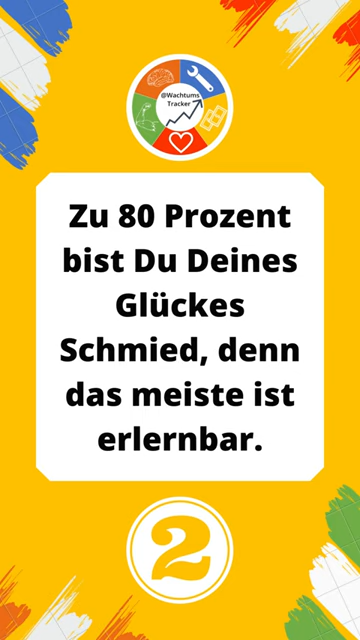 @Wachtums
Tracker
Zu 80 Prozent
bist Du Deines
Glückes
Schmied, denn
das meiste ist
erlernbar.
2